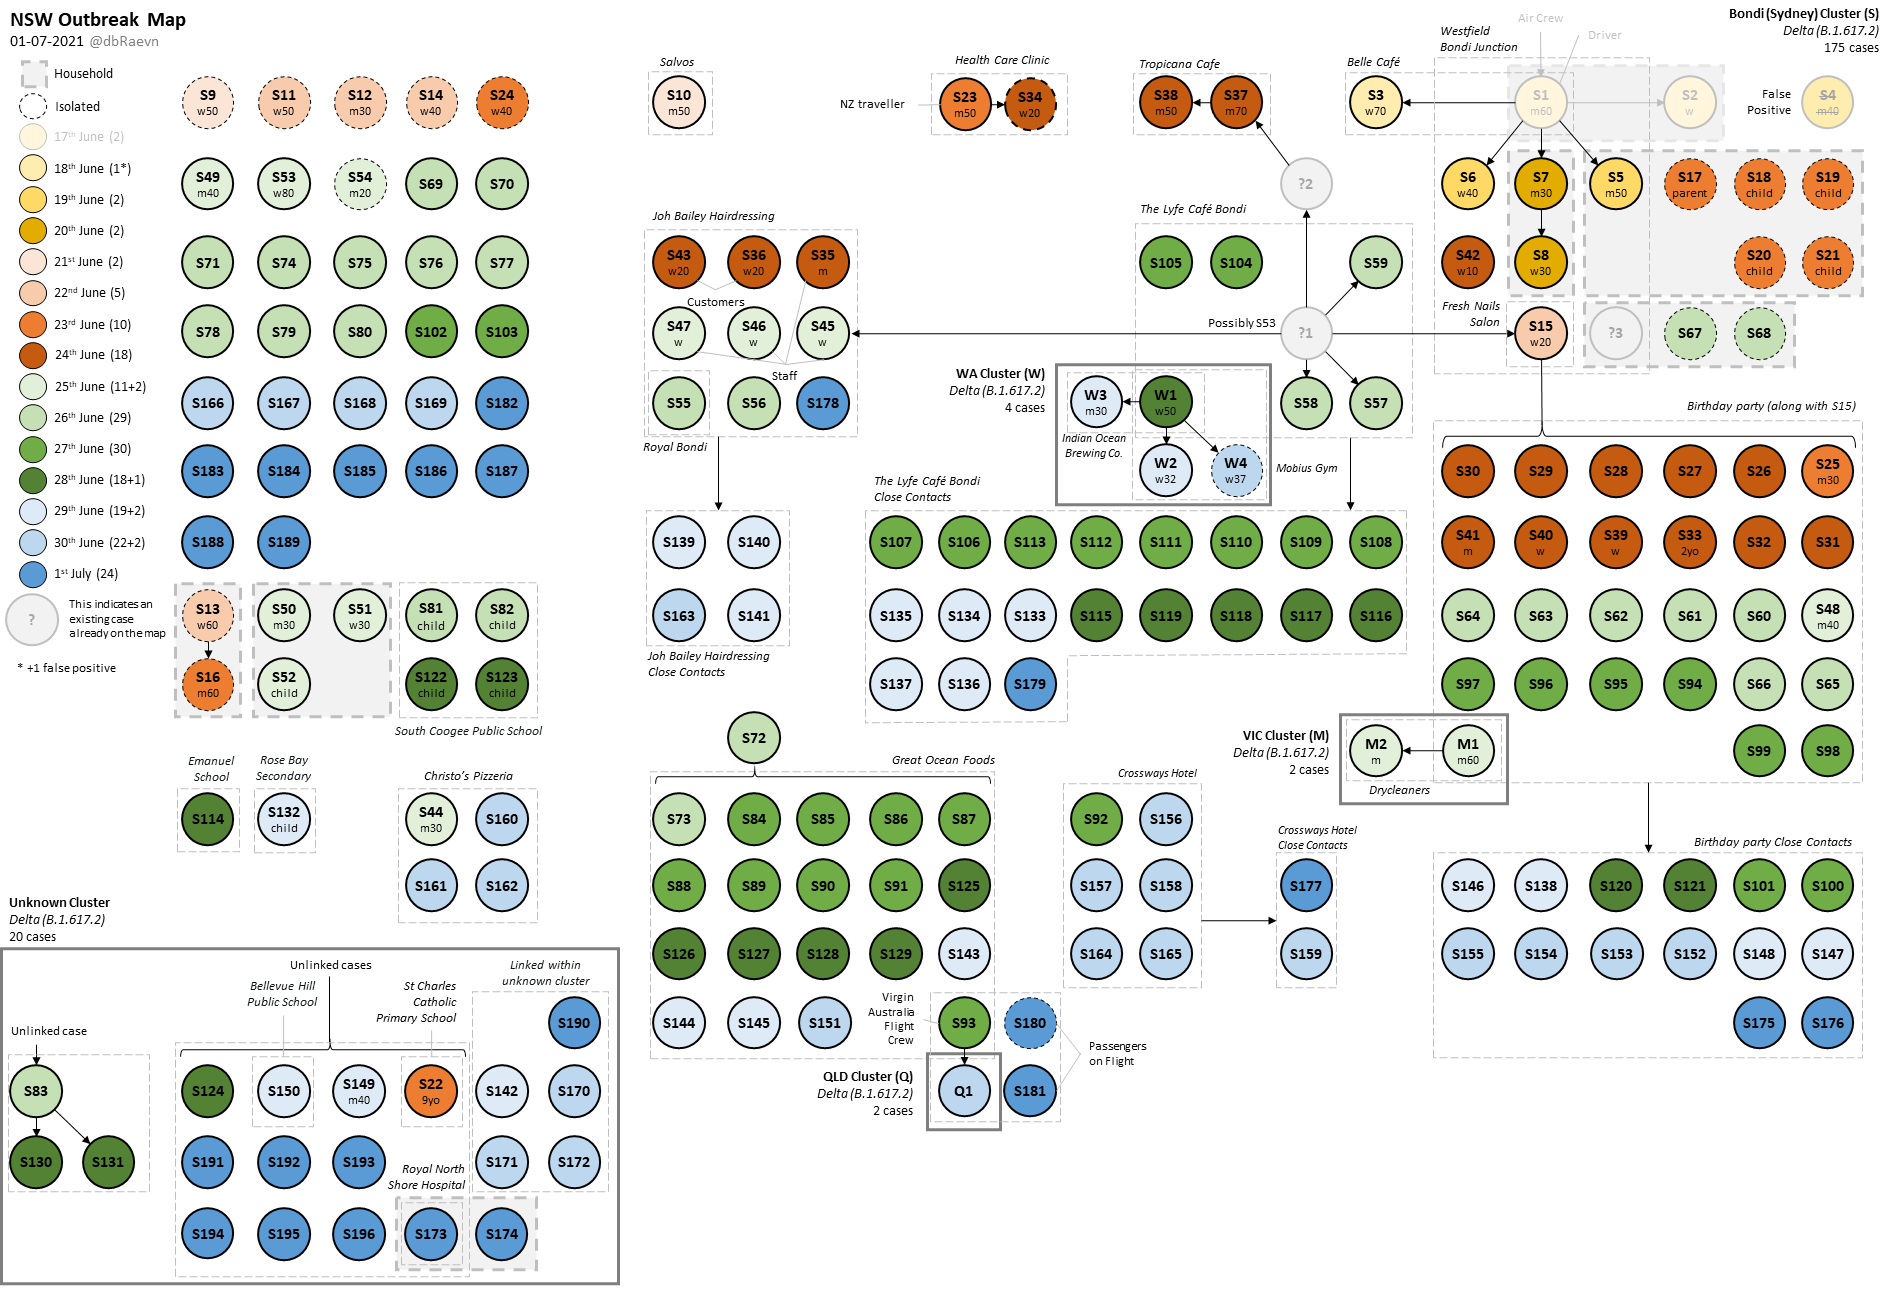 NSW Outbreak Map
01-07-2021 @dbRaevn
Household
Isolated
17th June (2)
18th June (1*)
19th June (2)
20th June (2)
21st June (2)
22nd June (5)
23rd June (10)
24th June (18)
25th June (11+2)
26th June (29)
27th June (30)
28th June (18+1)
29th June (19+2)
30th June (22+2)
1st July (24)
?
This indicates an
existing case
already on the map
* +1 false positive
S9
w50
S11
w50
S12
m30
S14
w40
S24
w40
S49
m40
S53
w80
S54
m20
S69
S70
S71
S74
S75
S76
S77
S78
S79
S80
S102
S103
S166
S167
S168
S169
S182
S183
S184
S185
S186
S187
S188
S189
S13
w60
S16
m60
S50
m30
S51
w30
S52
child
S81
child
S82
child
S122
child
S123
child
South Coogee Public School
Emanuel
School
S114
Rose Bay
Secondary
S132
child
Christo's Pizzeria
S44
m30
S160
S161
S162
Unknown Cluster
Delta (B.1.617.2)
20 cases
Unlinked case
S83
S130
S131
Unlinked cases
Bellevue Hill
Public School
St Charles
Catholic
Primary School
S124
S150
S149
m40
S22
9yo
S191
S192
S193
Royal North
Shore Hospital
S194
S195
S196
S173
S174
Linked within
unknown cluster
S190
S142
S170
S171
S172
Salvos
S10
m50
Health Care Clinic
NZ traveller
S23
m50
S34
w20
Tropicana Cafe
S38
m50
S37
m70
?2
Joh Bailey Hairdressing
S43
w20
S36
w20
S35
m
Customers
S47
w
S46
w
S45
w
Staff
S55
S56
S178
Royal Bondi
S139
S140
S163
S141
Joh Bailey Hairdressing
Close Contacts
The Lyfe Café Bondi
S105
S104
S59
Possibly S53
?1
S58
S57
WA Cluster (W)
Delta (B.1.617.2)
4 cases
W3
m30
W1
w50
Indian Ocean
Brewing Co.
W2
w32
W4
w37
Mobius Gym
The Lyfe Café Bondi
Close Contacts
S107
S106
S113
S112
S111
S110
S109
S108
S135
S134
S133
S115
S119
S118
S117
S116
S137
S136
S179
S72
Great Ocean Foods
S73
S84
S85
S86
S87
S88
S89
S90
S91
S125
S126
S127
S128
S129
S143
S144
S145
S151
Virgin
Australia
Flight
Crew
S93
S180
Passengers
on Flight
S181
QLD Cluster (Q)
Delta (B.1.617.2)
2 cases
Q1
Crossways Hotel
S92
S156
S157
S158
S164
S165
Crossways Hotel
Close Contacts
S177
S159
Bondi (Sydney) Cluster (S)
Delta (B.1.617.2)
175 cases
Air Crew
Driver
Westfield
Bondi Junction
Belle Café
S3
w70
S1
m60
S2
w
False
Positive
S4
m40
S6
w40
S7
m30
S5
m50
S17
parent
S18
child
S19
child
S42
w10
S8
w30
S20
child
S21
child
Fresh Nails
Salon
S15
w20
?3
S67
S68
Birthday party (along with S15)
S30
S29
S28
S27
S26
S25
m30
S41
m
S40
w
S39
w
S33
2yo
S32
S31
S64
S63
S62
S61
S60
S48
m40
S97
S96
S95
S94
S66
S65
S99
S98
VIC Cluster (M)
Delta (B.1.617.2)
2 cases
M2
m
M1
m60
Drycleaners
Birthday party Close Contacts
S146
S138
S120
S121
S101
S100
S155
S154
S153
S152
S148
S147
S175
S176